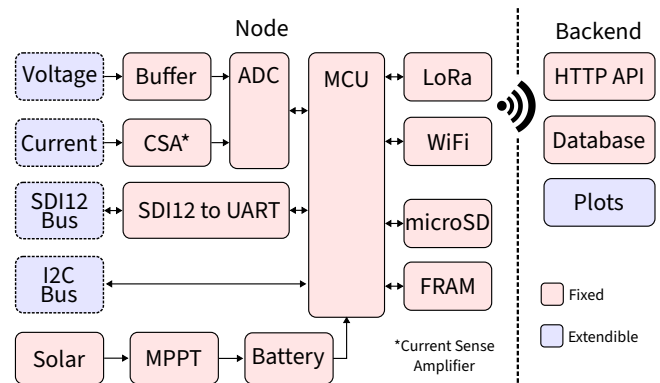 Node
Backend
Voltage
Buffer
ADC
MCU
LoRa
HTTP API
Current
CSA*
WiFi
Database
SDI12
Bus
SDI12 to UART
microSD
Plots
I2C
Bus
FRAM
Fixed
Extendible
Solar
MPPT
Battery
*Current Sense
Amplifier